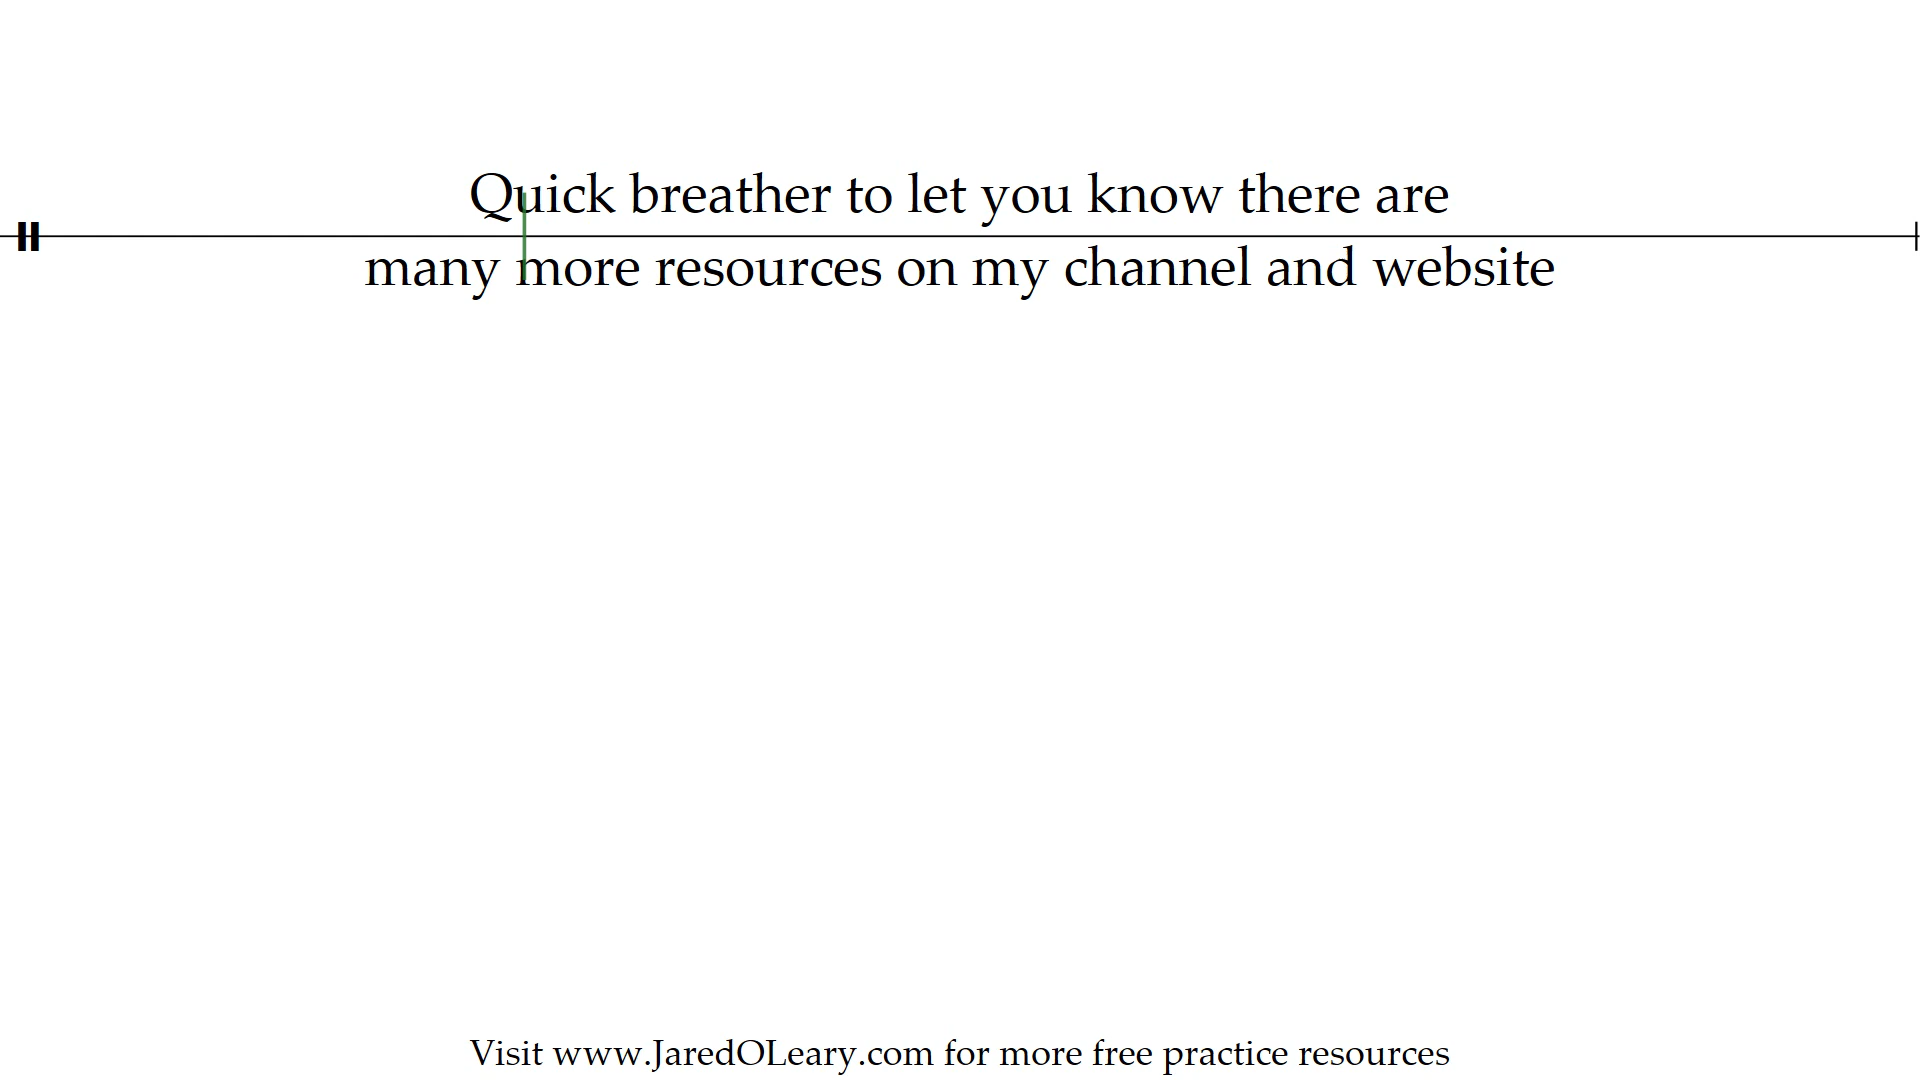 Quick breather to let you know there are
many more resources on my channel and website
Visit www.JaredOLeary.com for more free practice resources